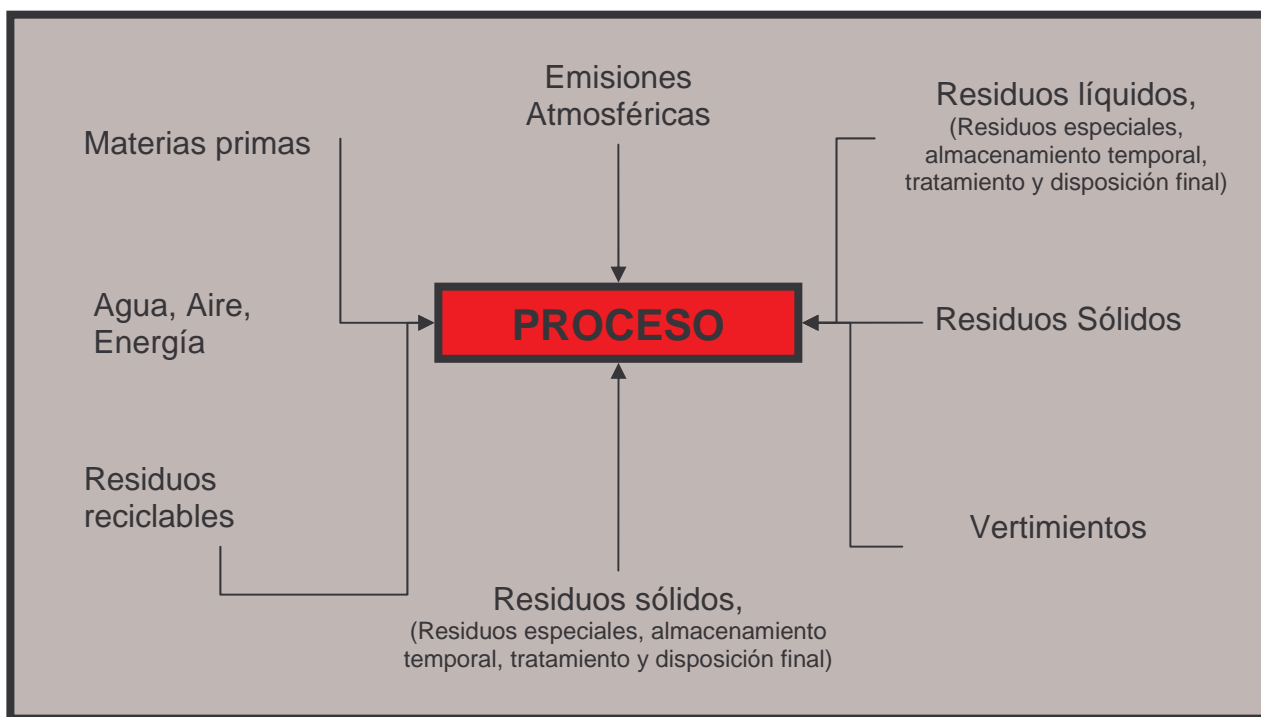 Emisiones
Atmosféricas
Residuos líquidos,
(Residuos especiales,
almacenamiento temporal,
tratamiento y disposición final)
Materias primas
Agua, Aire,
Energía
PROCESO
Residuos Sólidos
Residuos
reciclables
Vertimientos
Residuos sólidos,
(Residuos especiales, almacenamiento
temporal, tratamiento y disposición final)